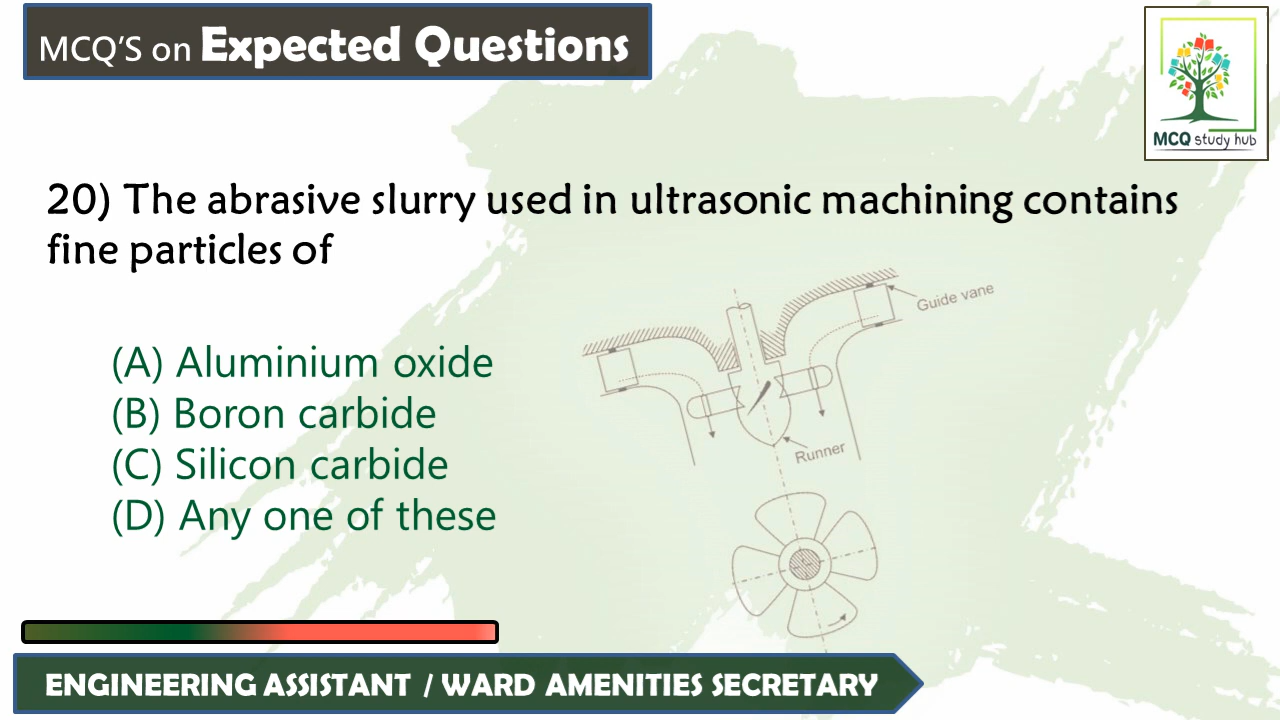 MCQ'S on Expected Questions
MCQ study hub
20) The abrasive slurry used in ultrasonic machining contains
fine particles of
Guide vane
(A) Aluminium oxide
(B) Boron carbide
(C) Silicon carbide
(D) Any one of these
Runner
ENGINEERING ASSISTANT / WARD AMENITIES SECRETARY